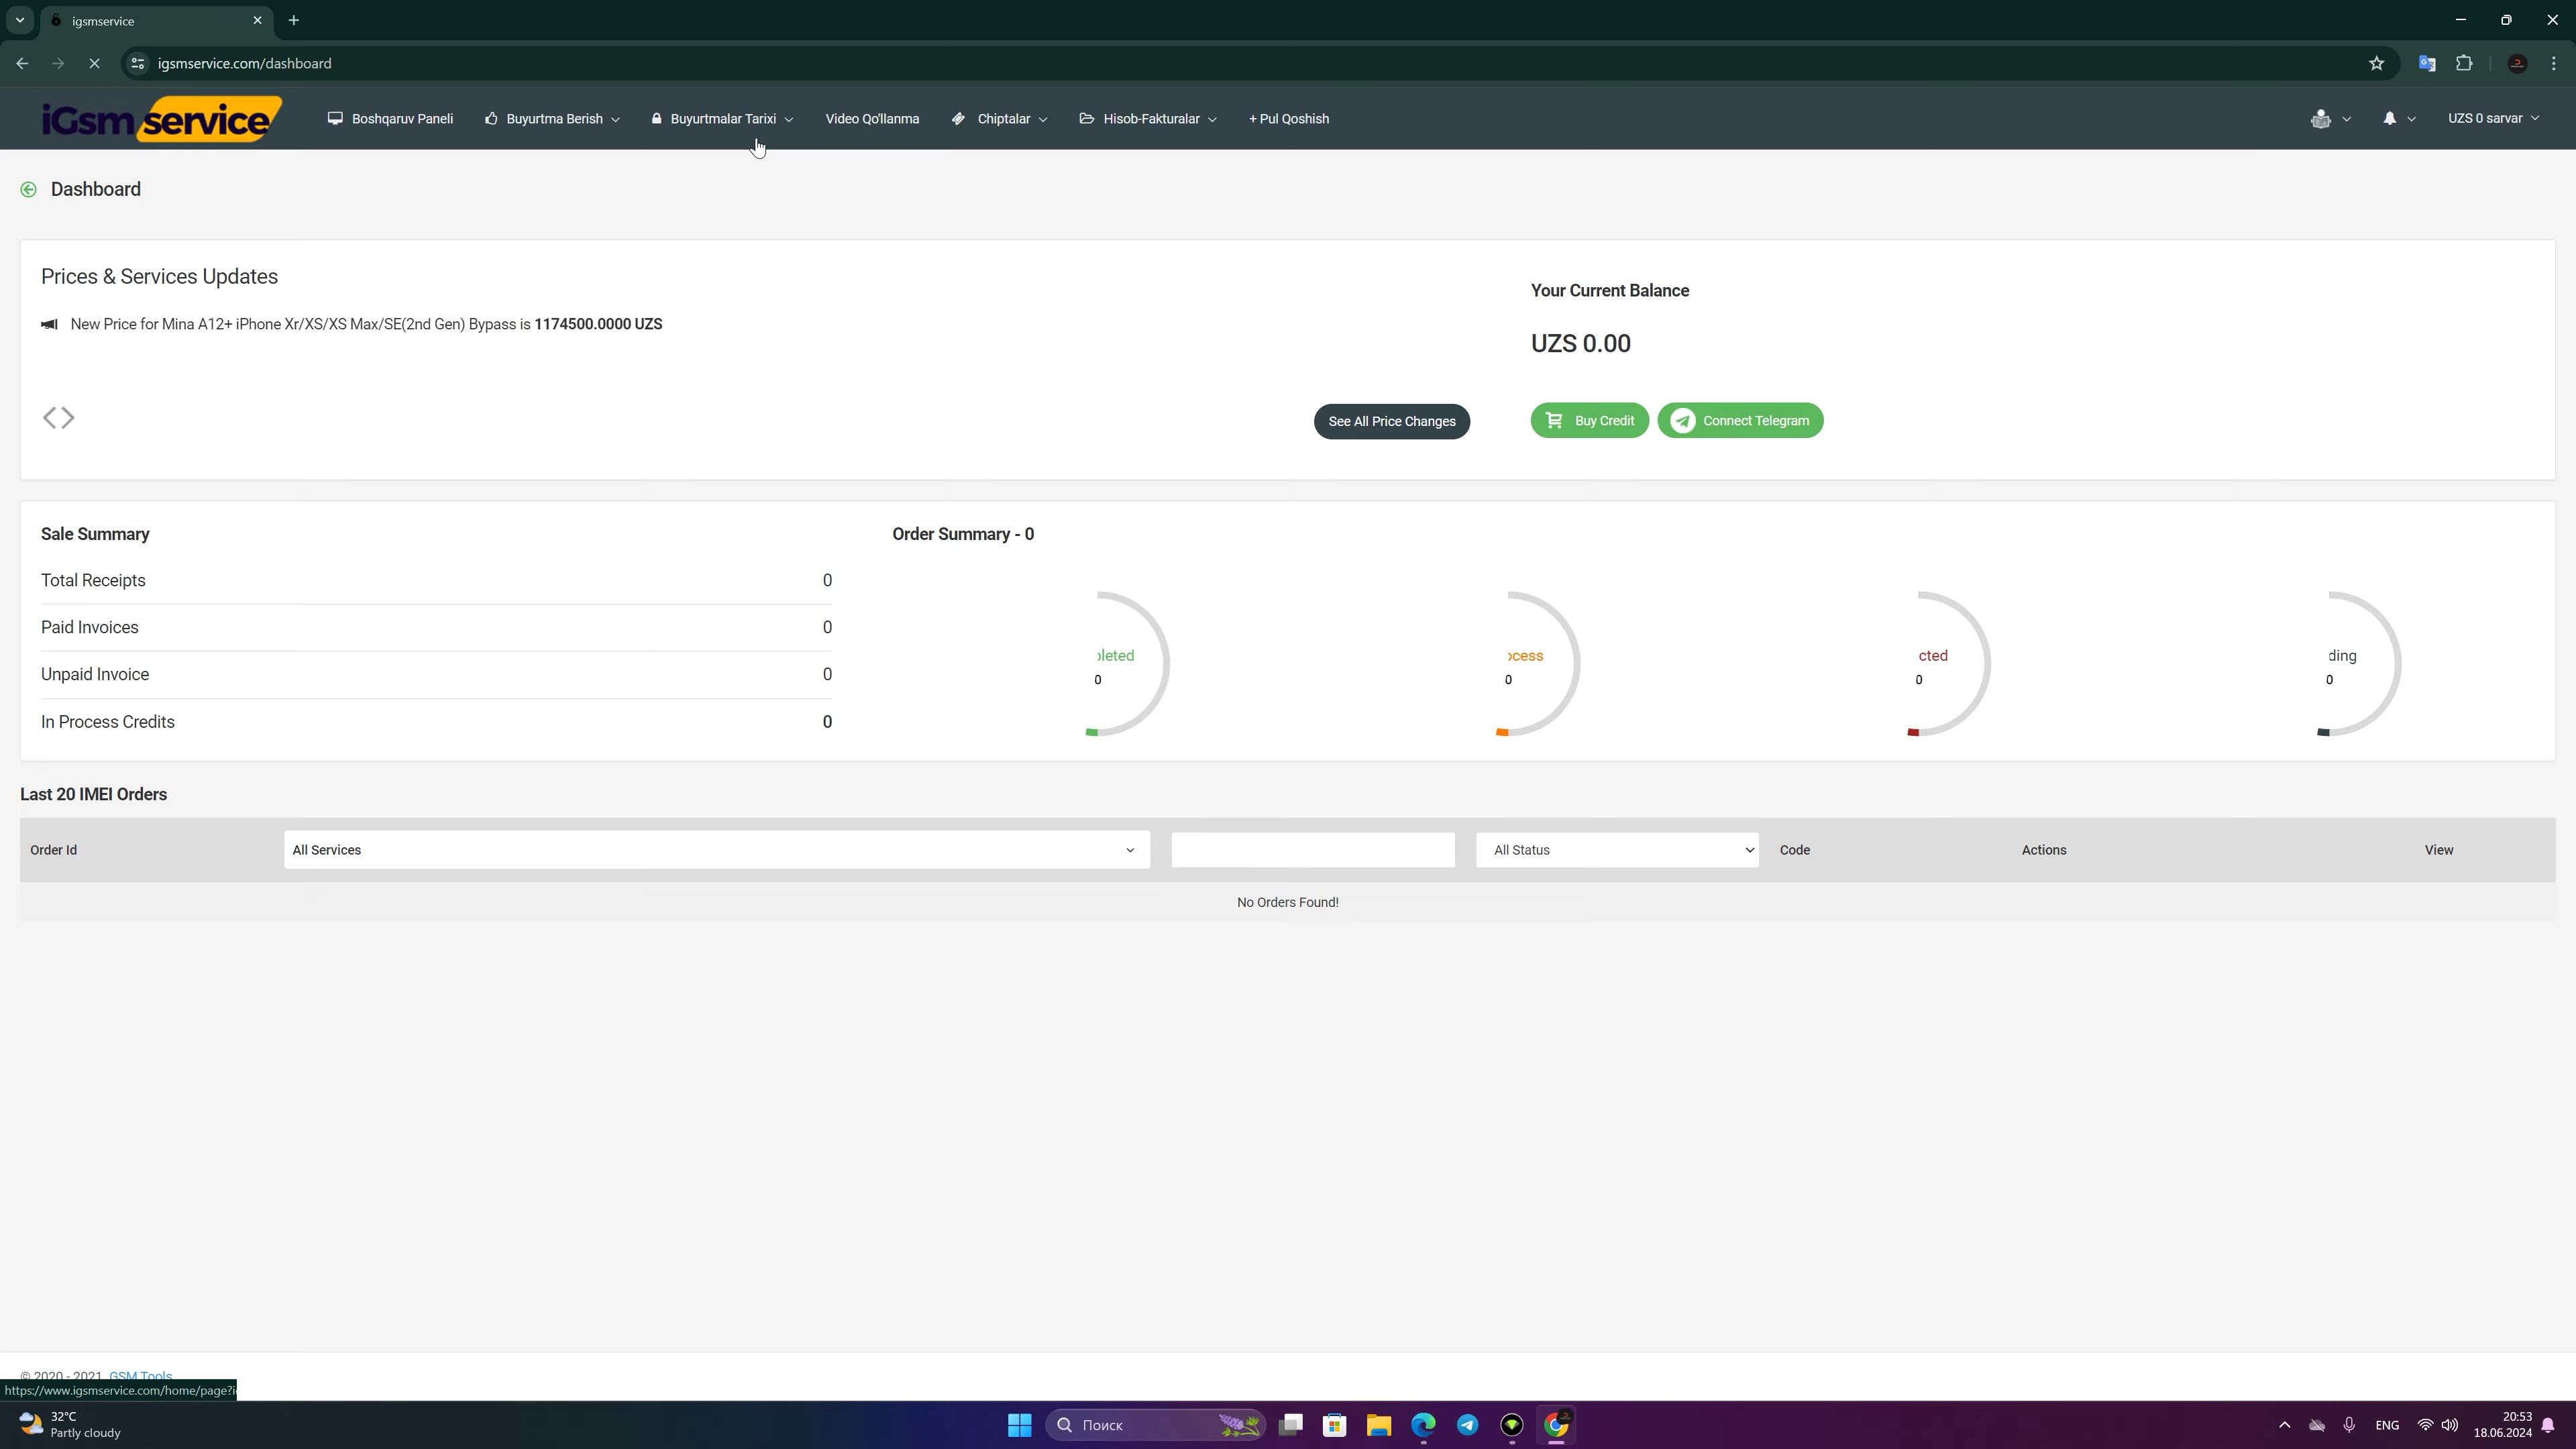 igsmservice
igsmservice.com/dashboard
iGsm service
Boshqaruv Paneli
Buyurtma Berish
Buyurtmalar Tarixi
Video Qo'llanma
Chiptalar
Hisob-Fakturalar
+ Pul Qoshish
UZS 0 sarvar
Dashboard
Prices & Services Updates
New Price for Mina A12+ iPhone Xr/XS/XS Max/SE(2nd Gen) Bypass is 1174500.0000 UZS
See All Price Changes
Your Current Balance
UZS 0.00
Buy Credit
Connect Telegram
Sale Summary
Total Receipts 0
Paid Invoices 0
Unpaid Invoice 0
In Process Credits 0
Order Summary - 0
pleted
0
ocess
0
cted
0
ding
0
Last 20 IMEI Orders
Order Id
All Services
All Status
Code
Actions
View
No Orders Found!
© 2020 - 2021 GSM Tools
https://www.igsmservice.com/home/page?i
32°C
Partly cloudy
Поиск
ENG
20:53
18.06.2024